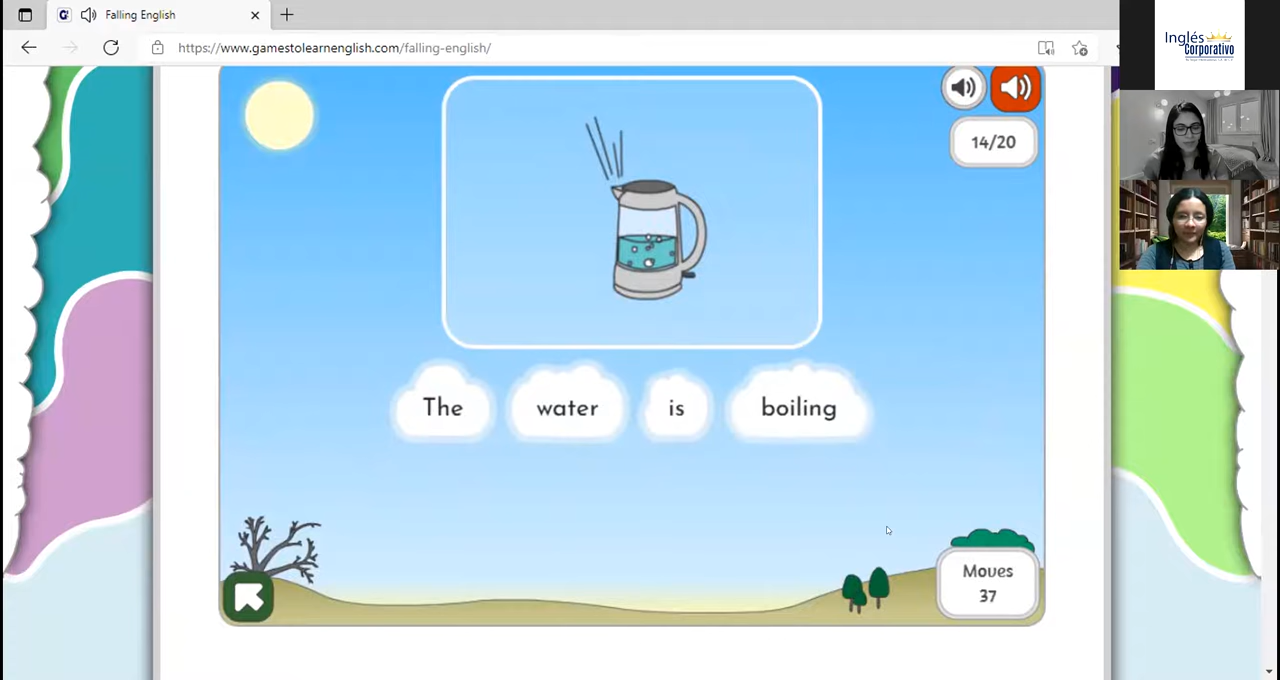 Falling English
https://www.gamestolearnenglish.com/falling-english/
Inglés
Corporativo
14/20
The water is boiling
Moves
37